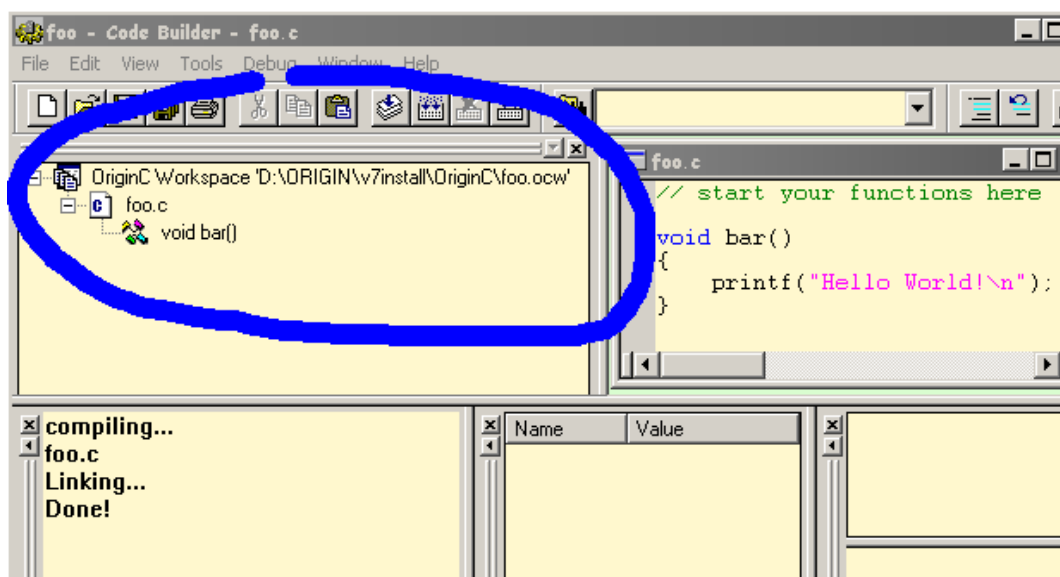 foo - Code Builder - foo.c
File Edit View Tools Debug Window Help
OriginC Workspace 'D:\ORIGIN\v7install\OriginC\foo.ocw'
foo.c
void bar()
foo.c
// start your functions here
void bar()
{
printf("Hello World!\n");
}
compiling...
foo.c
Linking...
Done!
Name Value